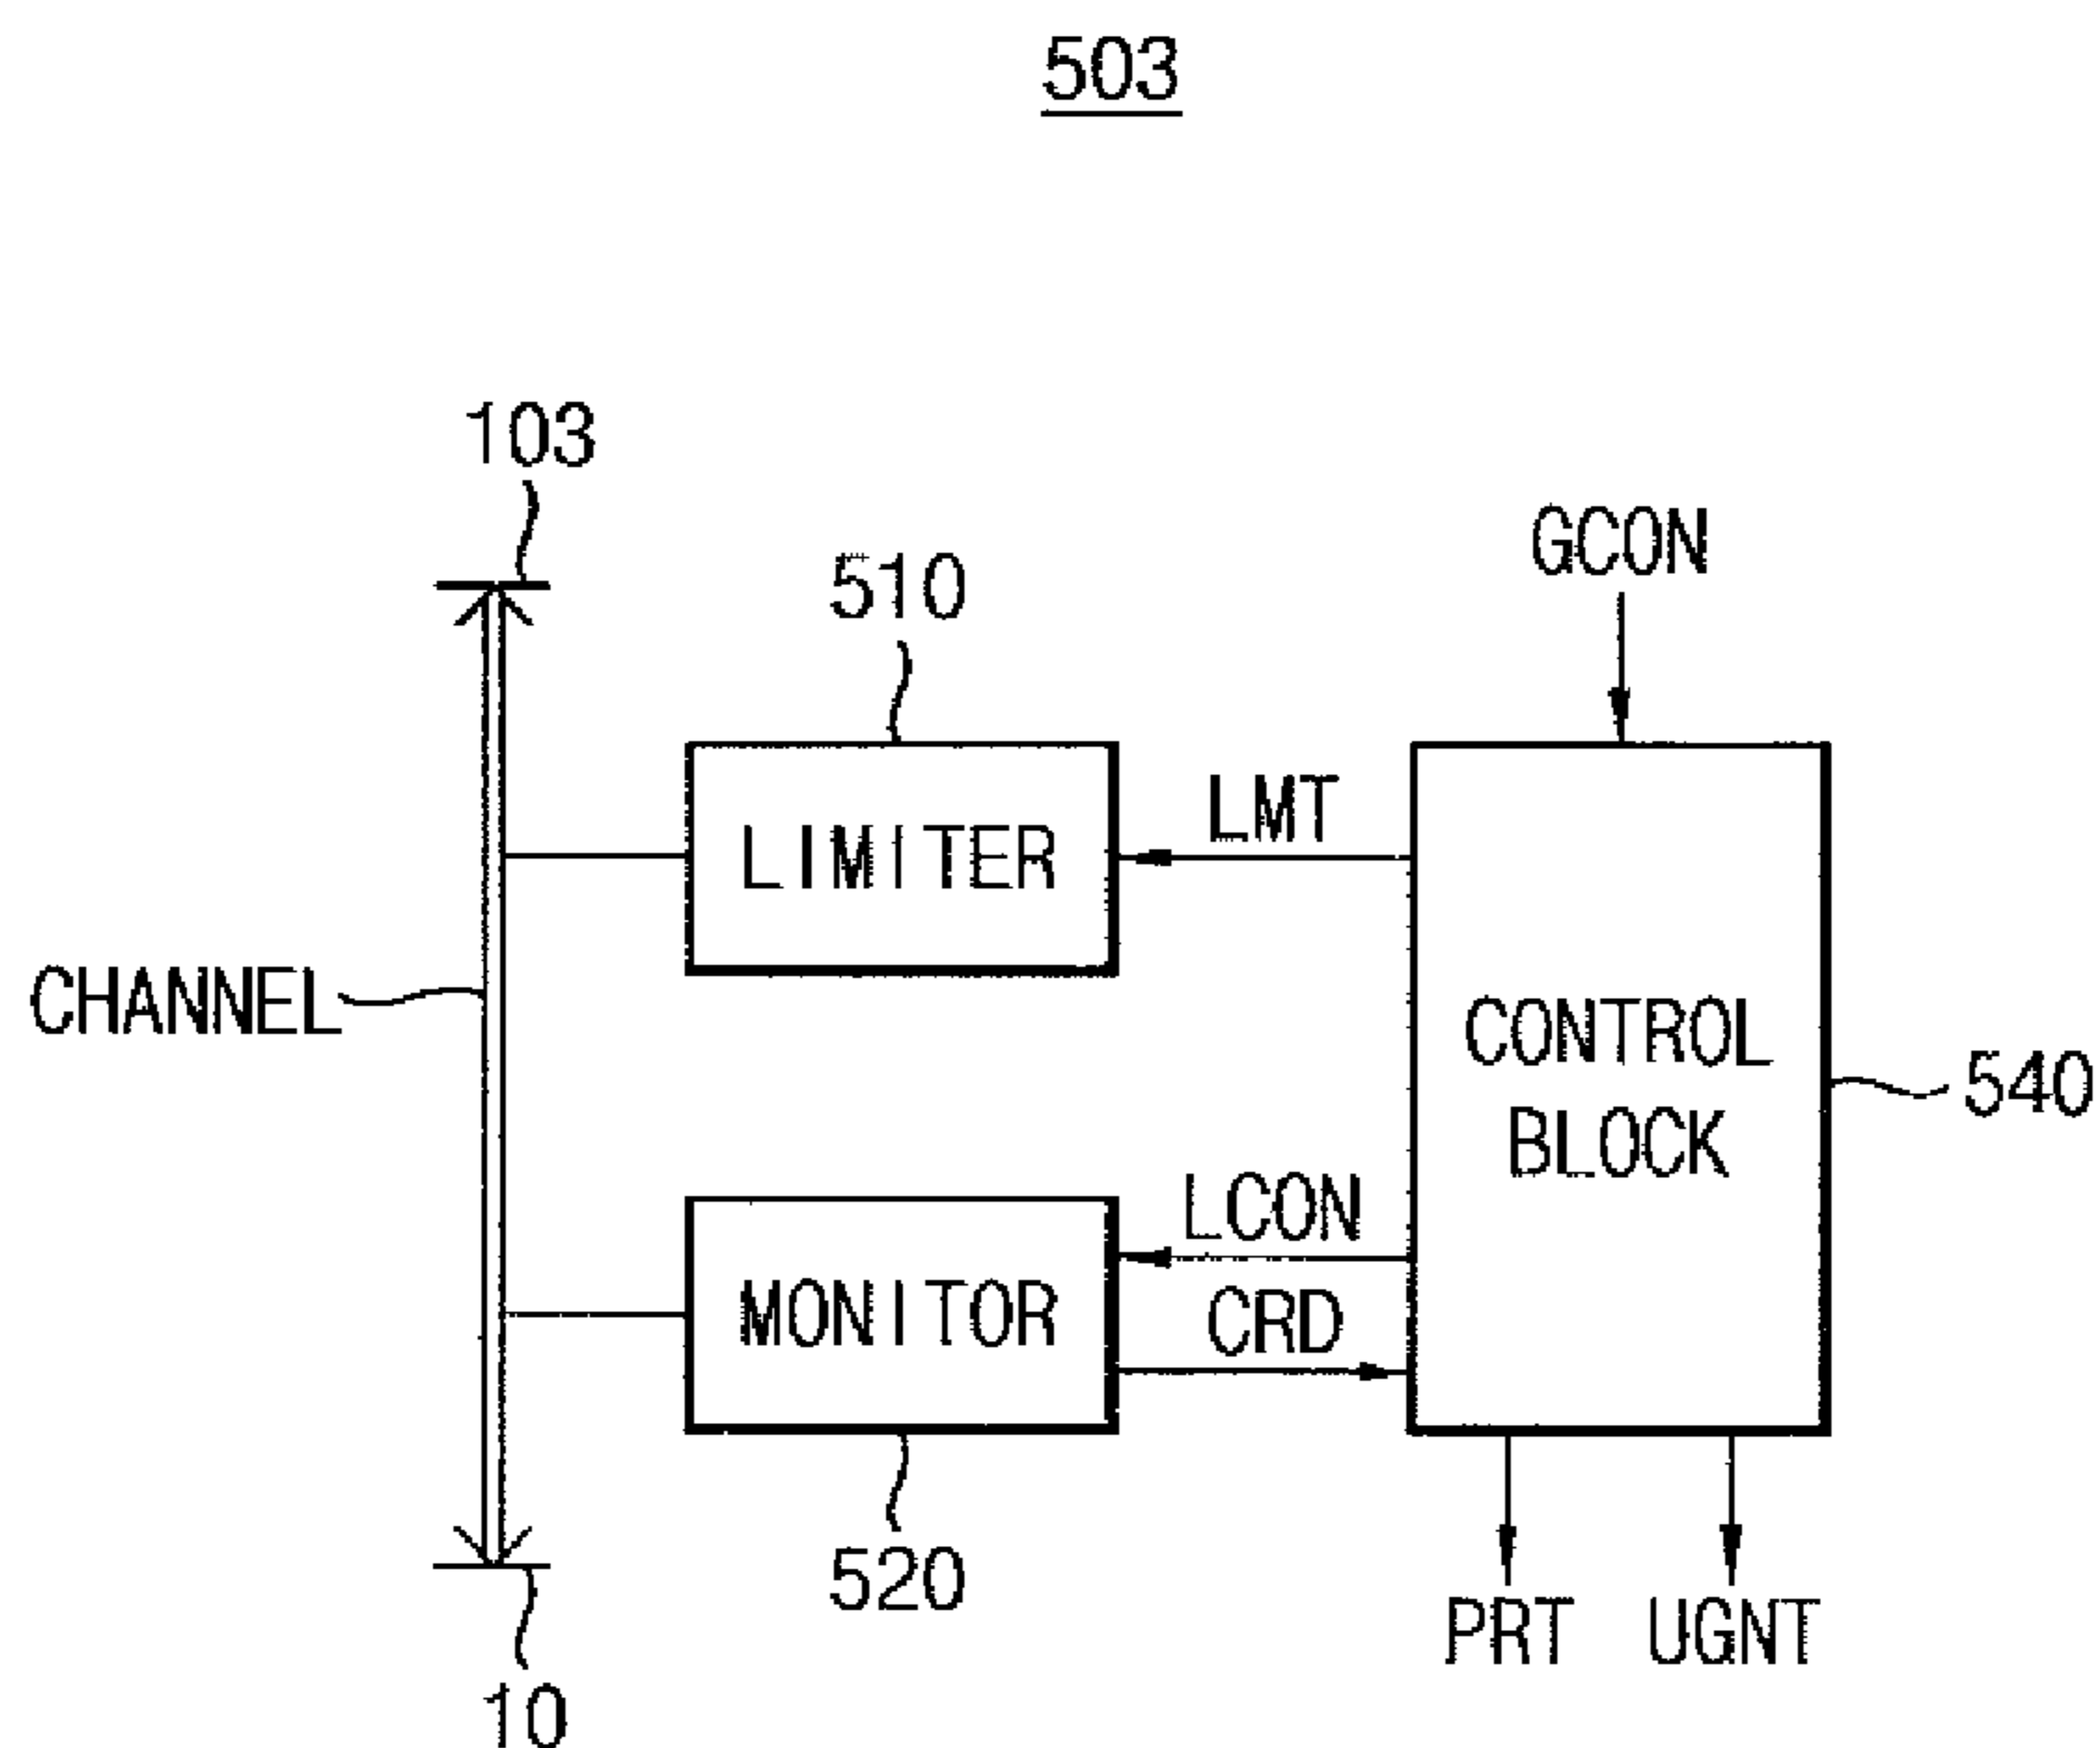 503
103
510
GCON
LIMITER
LMT
CHANNEL
CONTROL
BLOCK
540
LCON
MONITOR
CRD
520
PRT
UGNT
10